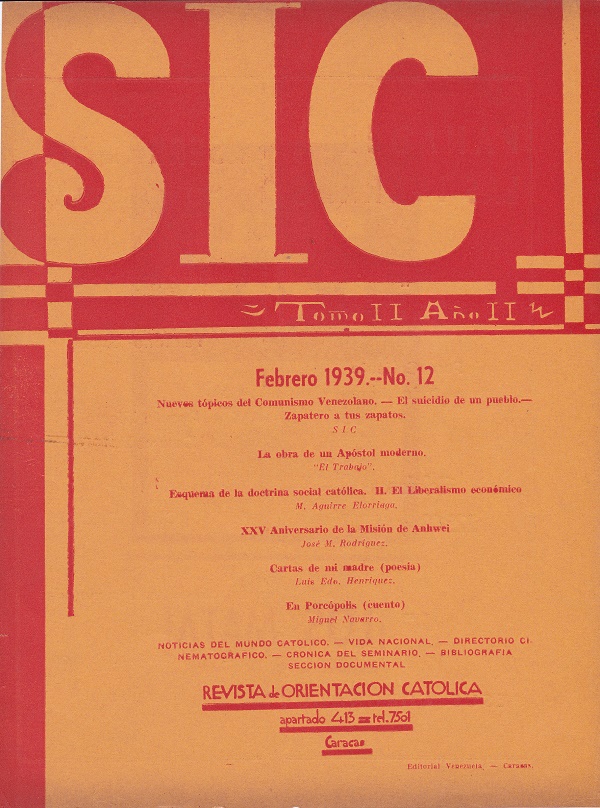 SIC
Tomo II Año II
Febrero 1939.--No. 12
Nuevos tópicos del Comunismo Venezolano. — El suicidio de un pueblo.—
Zapatero a tus zapatos.
S I C
La obra de un Apóstol moderno.
"El Trabajo".
Esquema de la doctrina social católica. II. El Liberalismo económico
M. Aguirre Elorriaga.
XXV Aniversario de la Misión de Anhwei
José M. Rodríguez.
Cartas de mi madre (poesía)
Luis Edo. Henríquez.
En Porcópolis (cuento)
Miguel Navarro.
NOTICIAS DEL MUNDO CATOLICO. — VIDA NACIONAL. — DIRECTORIO CI.
NEMATOGRAFICO. — CRONICA DEL SEMINARIO. — BIBLIOGRAFIA
SECCION DOCUMENTAL
REVISTA de ORIENTACION CATOLICA
apartado 413 = tel. 7501
Caracas
Editorial Venezuela. — Caracas.